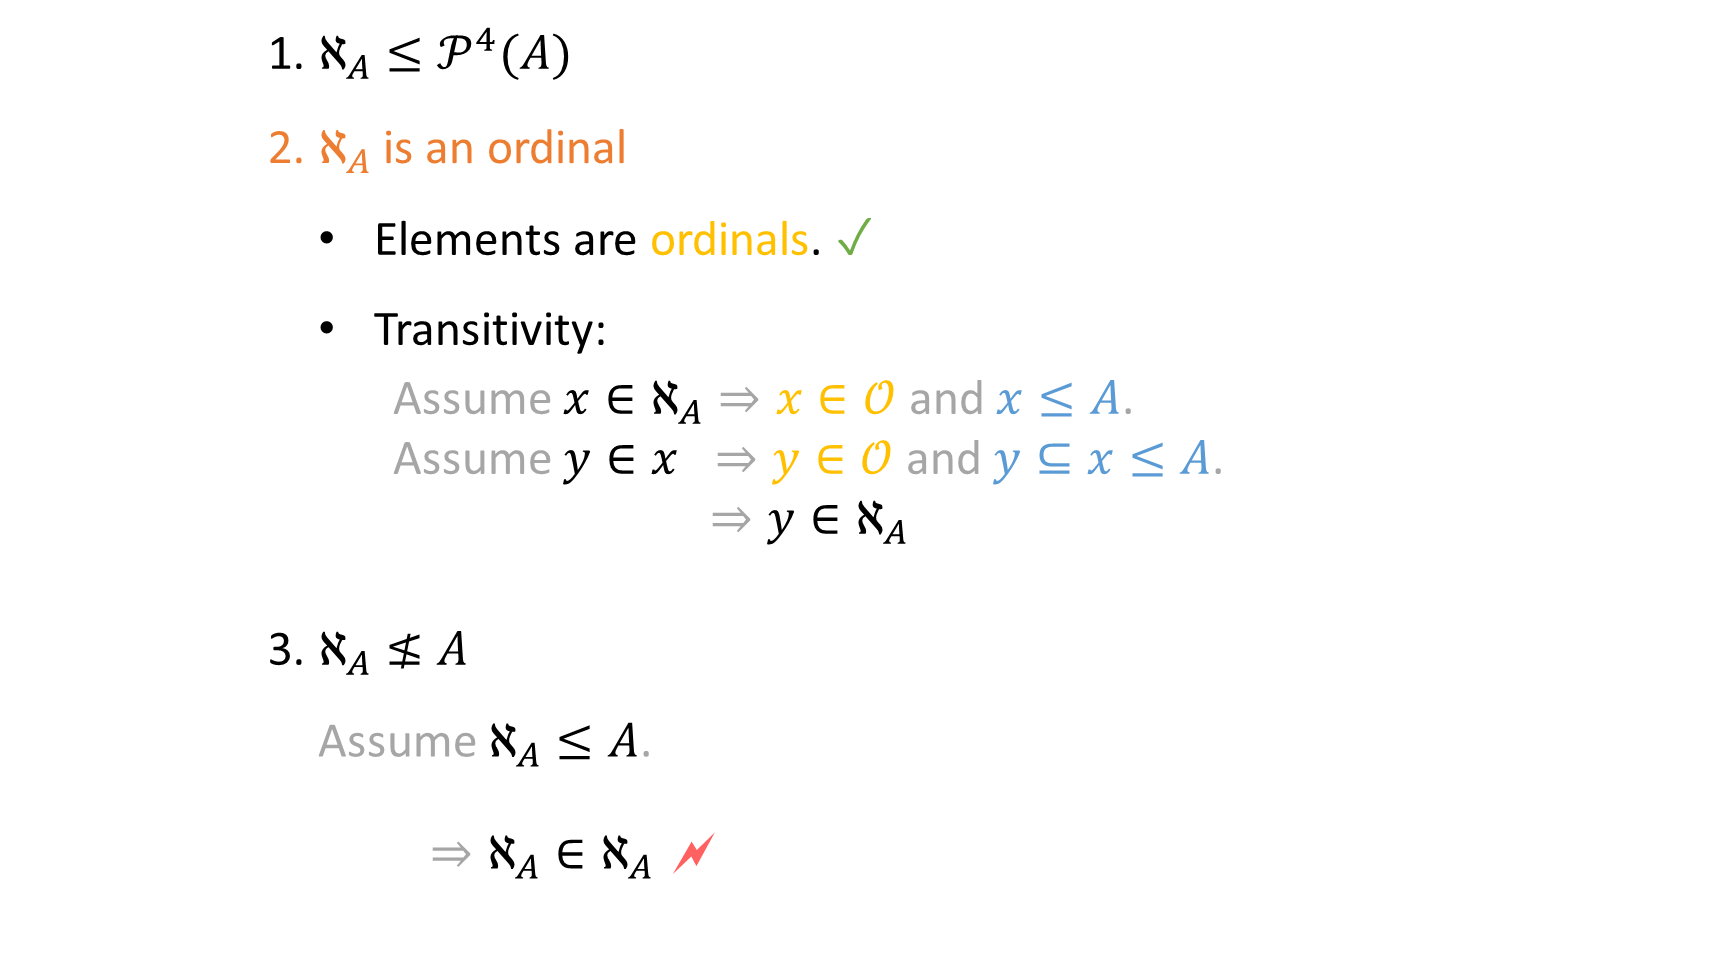 1. ℵ_A ≤ 𝒫⁴(A)
2. ℵ_A is an ordinal
• Elements are ordinals. ✓
• Transitivity:
Assume x ∈ ℵ_A ⇒ x ∈ 𝒪 and x ≤ A.
Assume y ∈ x ⇒ y ∈ 𝒪 and y ⊆ x ≤ A.
⇒ y ∈ ℵ_A
3. ℵ_A ≰ A
Assume ℵ_A ≤ A.
⇒ ℵ_A ∈ ℵ_A